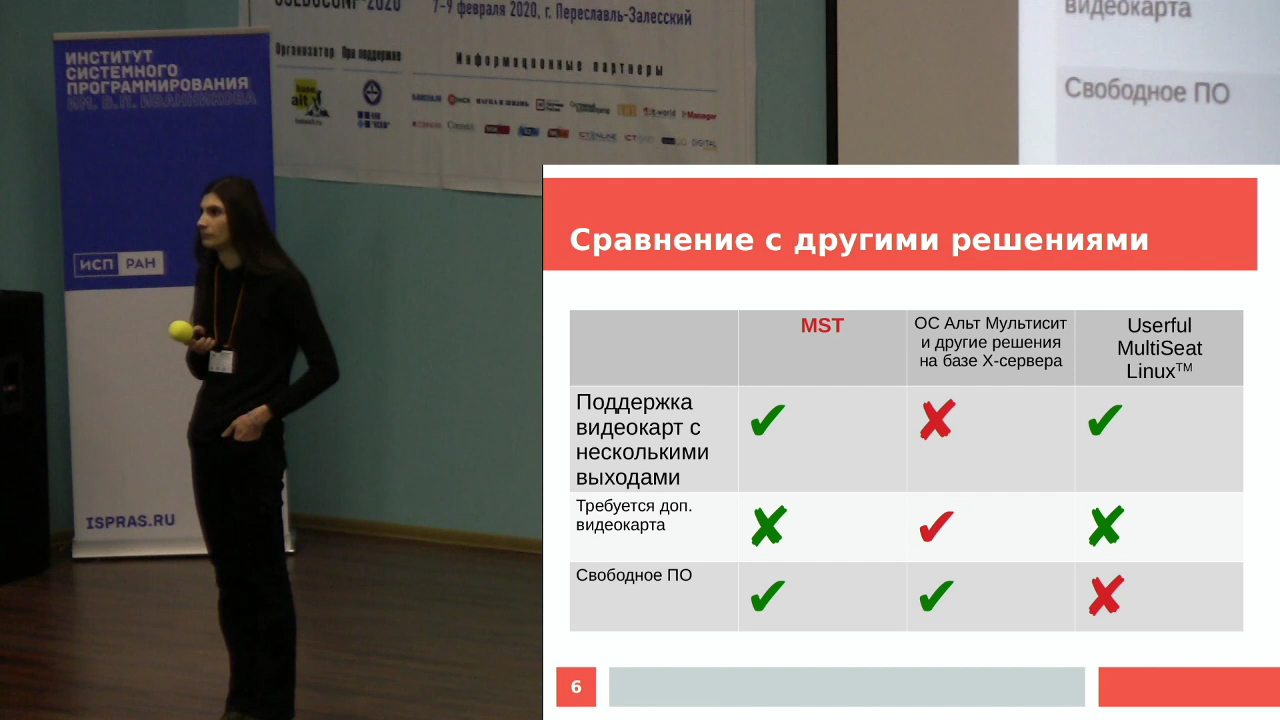 ИНСТИТУТ
СИСТЕМНОГО
ПРОГРАММИРОВАНИЯ
ИМ. В.П. ИВАННИКОВА
ИСП РАН
ISPRAS.RU
7-9 февраля 2020, г. Переславль-Залесский
Организатор
При поддержке
Информационные партнеры
видеокарта
Свободное ПО
Сравнение с другими решениями
MST
ОС Альт Мультисит
и другие решения
на базе X-сервера
Userful
MultiSeat
Linux™
Поддержка
видеокарт с
несколькими
выходами
✔ ✘ ✔
Требуется доп.
видеокарта
✘ ✔ ✘
Свободное ПО
✔ ✔ ✘
6